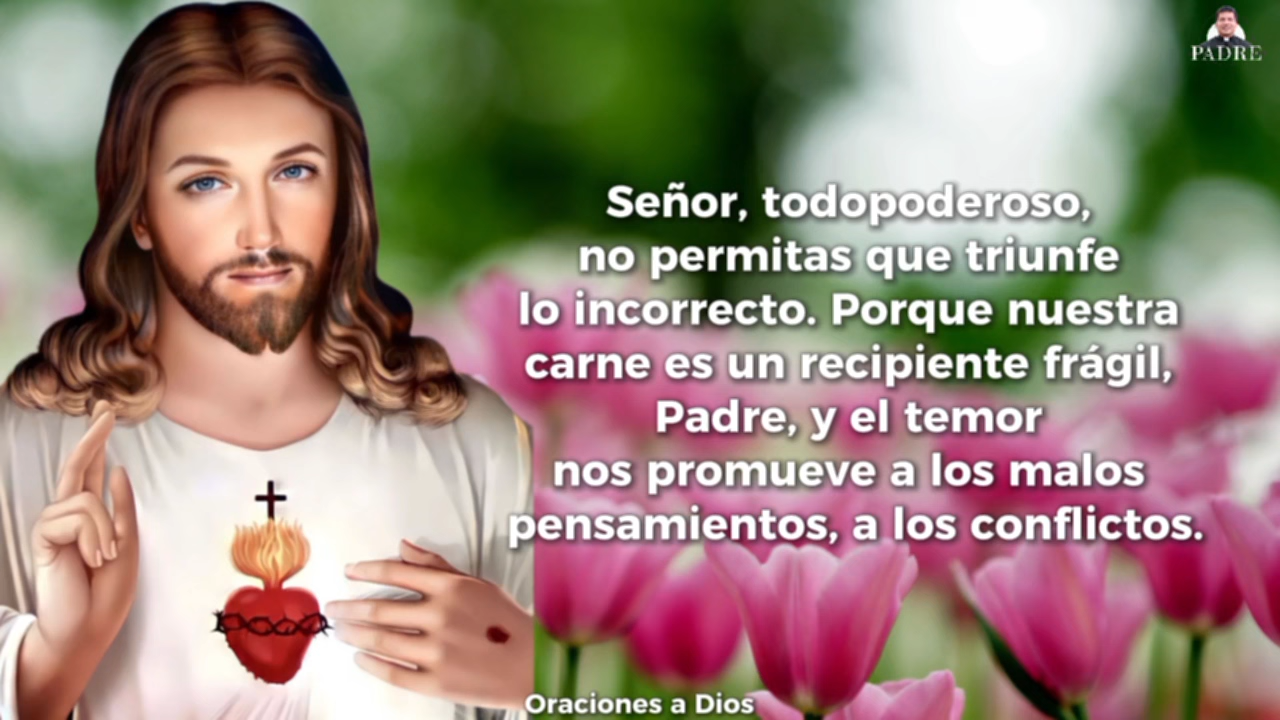 PADRE
Señor, todopoderoso,
no permitas que triunfe
lo incorrecto. Porque nuestra
carne es un recipiente frágil,
Padre, y el temor
nos promueve a los malos
pensamientos, a los conflictos.
Oraciones a Dios